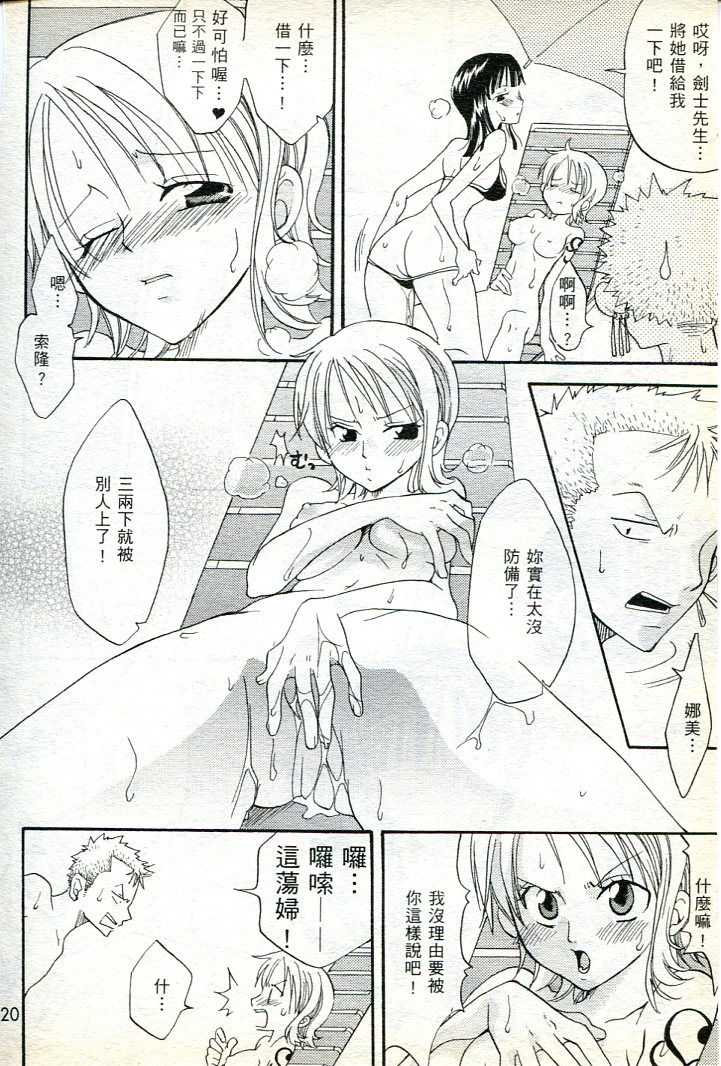 哎呀，劍士先生…
將她借給我
一下吧！
啊啊…？
什麼…
借一下…！
好可怕喔…♥
只不過一下下
而已嘛…
嗯…
索隆？
娜美…
妳實在太沒
防備了…
むっ
三兩下就被
別人上了！
什麼嘛！
我沒理由要被
你這樣說吧！
囉…
囉嗦——
這蕩婦！
什…
20